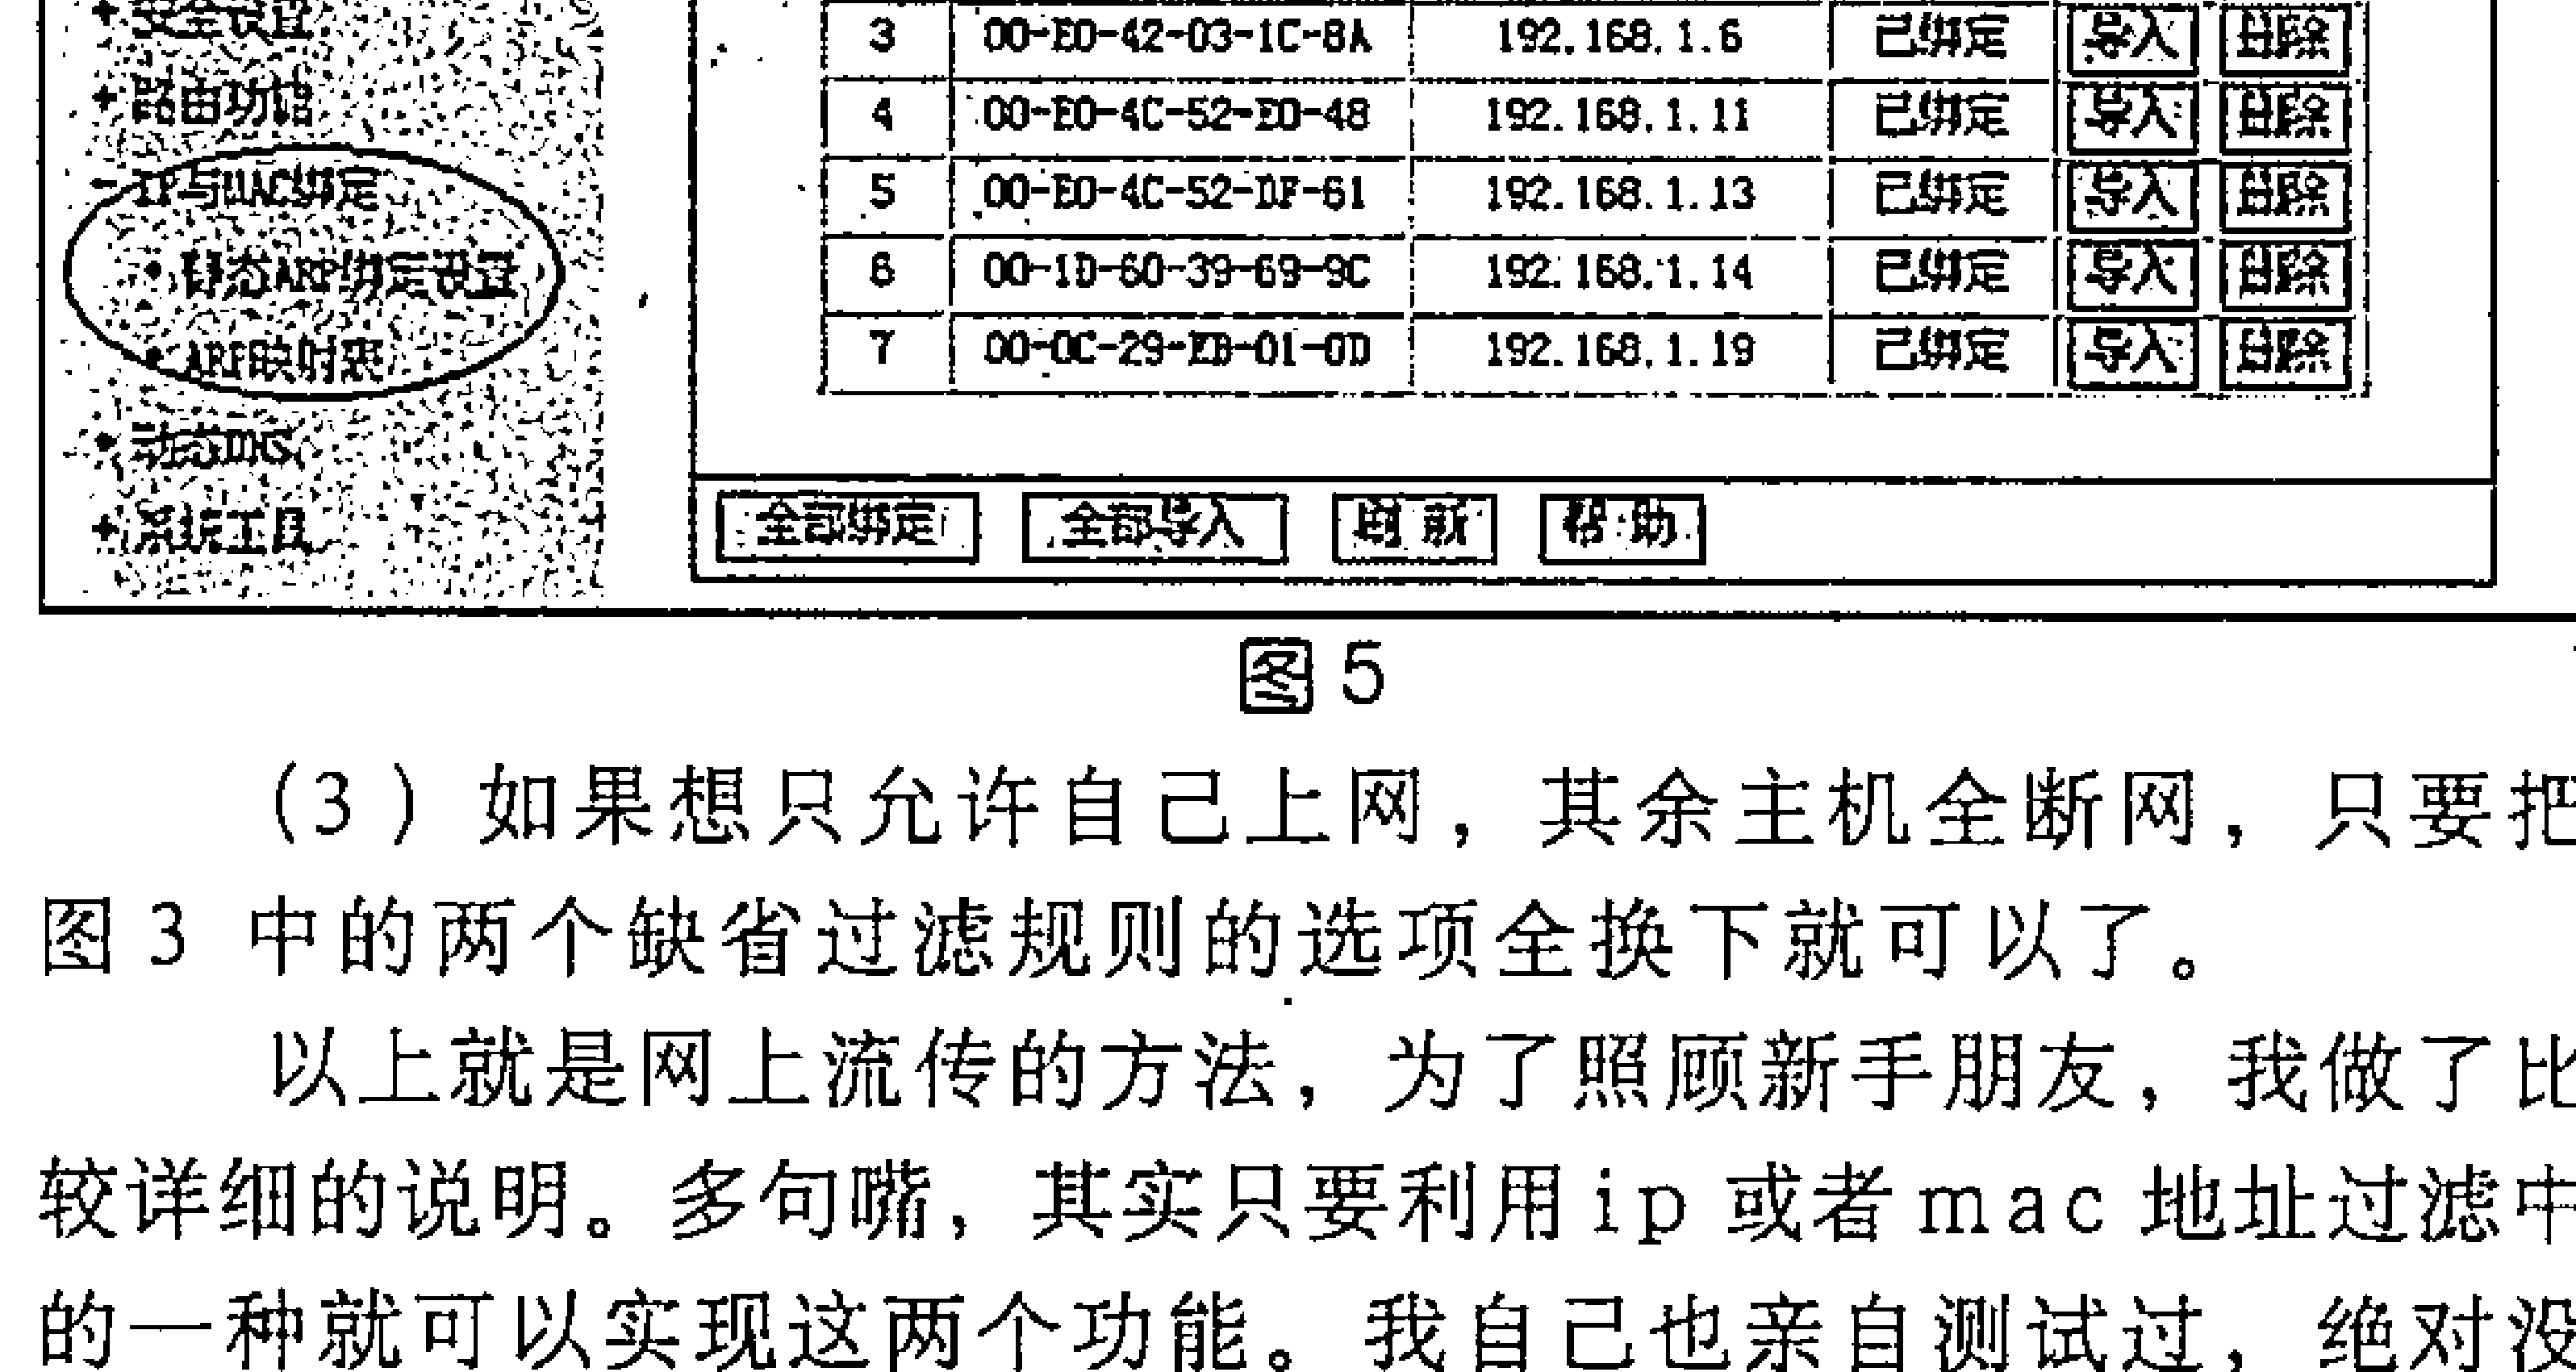 + 安全设置
+ 路由功能
- IP与MAC绑定
• 静态ARP绑定设置
• ARP映射表
• 动态DNS
+ 系统工具
3 00-E0-42-03-1C-8A 192.168.1.6 已绑定 导入 删除
4 00-E0-4C-52-E0-48 192.168.1.11 已绑定 导入 删除
5 00-E0-4C-52-DF-61 192.168.1.13 已绑定 导入 删除
6 00-1D-60-39-69-9C 192.168.1.14 已绑定 导入 删除
7 00-0C-29-EB-01-0D 192.168.1.19 已绑定 导入 删除
全部绑定 全部导入 刷新 帮助
图5
(3)如果想只允许自己上网，其余主机全断网，只要把
图3 中的两个缺省过滤规则的选项全换下就可以了。
以上就是网上流传的方法，为了照顾新手朋友，我做了比
较详细的说明。多句嘴，其实只要利用ip或者mac地址过滤中
的一种就可以实现这两个功能。我自己也亲自测试过，绝对没